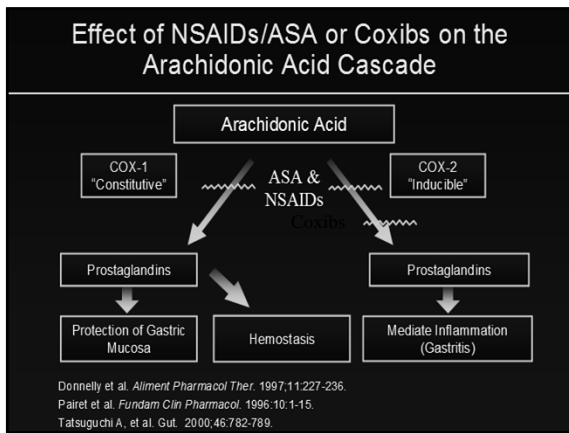 Effect of NSAIDs/ASA or Coxibs on the
Arachidonic Acid Cascade
Arachidonic Acid
COX-1
“Constitutive”
ASA &
NSAIDs
Coxibs
COX-2
“Inducible”
Prostaglandins
Prostaglandins
Protection of Gastric
Mucosa
Hemostasis
Mediate Inflammation
(Gastritis)
Donnelly et al. Aliment Pharmacol Ther. 1997;11:227-236.
Pairet et al. Fundam Clin Pharmacol. 1996:10:1-15.
Tatsuguchi A, et al. Gut. 2000;46:782-789.